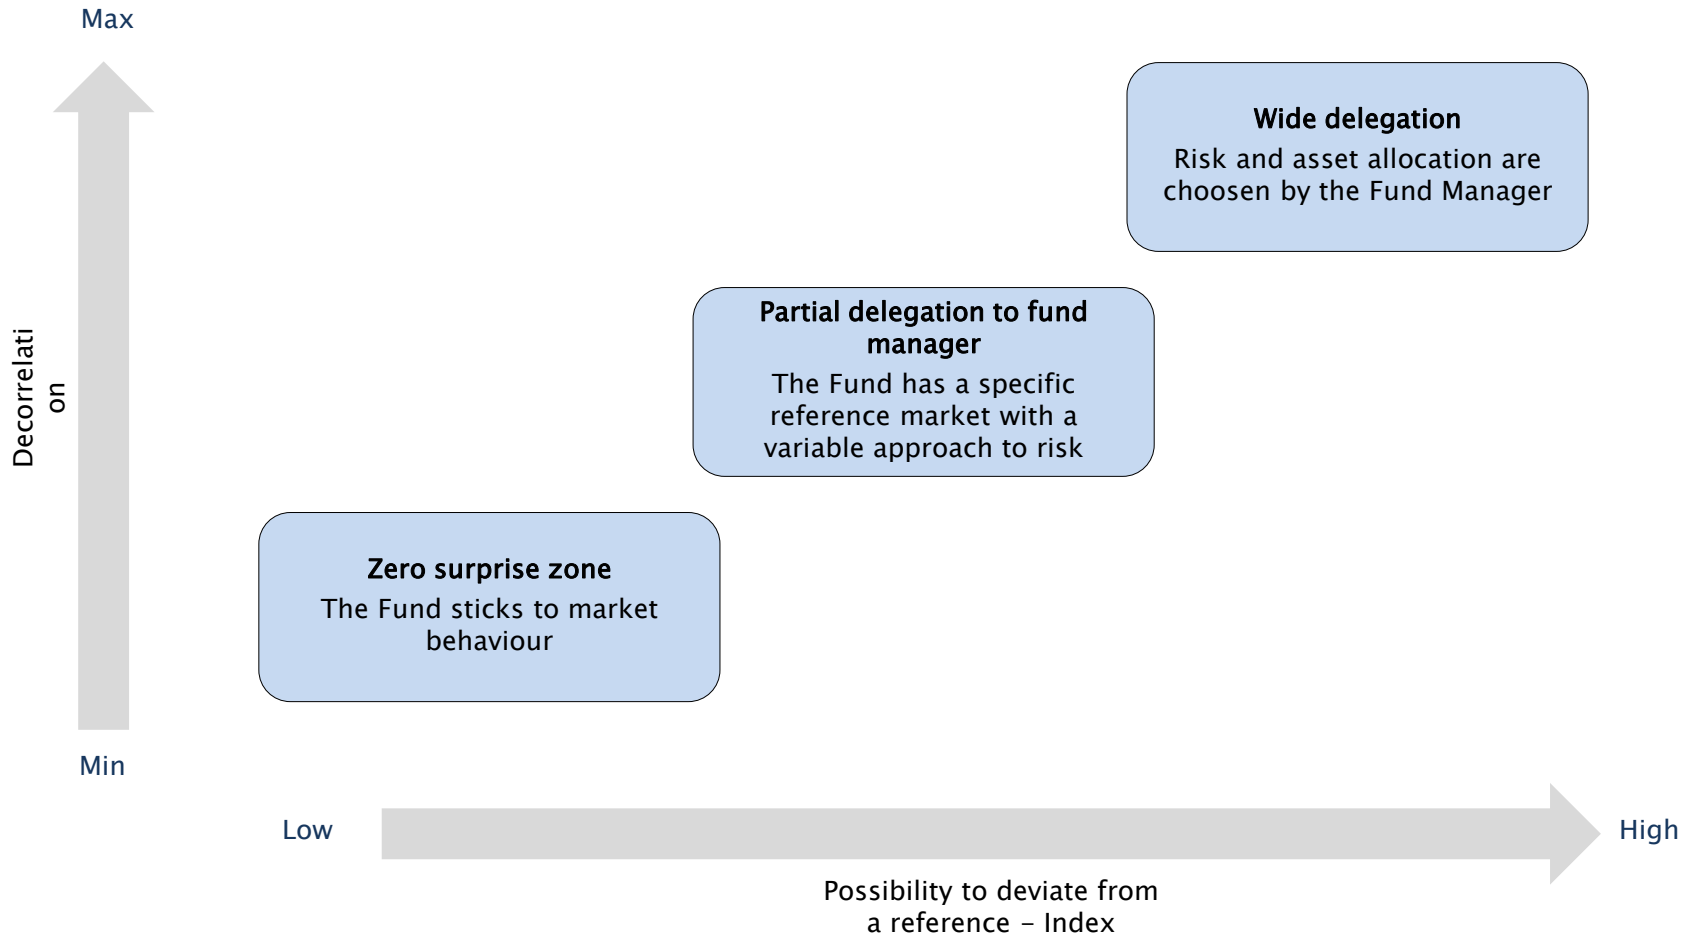 Max
Wide delegation
Risk and asset allocation are
choosen by the Fund Manager
Partial delegation to fund
manager
The Fund has a specific
reference market with a
variable approach to risk
Decorrelati
on
Zero surprise zone
The Fund sticks to market
behaviour
Min
Low
High
Possibility to deviate from
a reference – Index